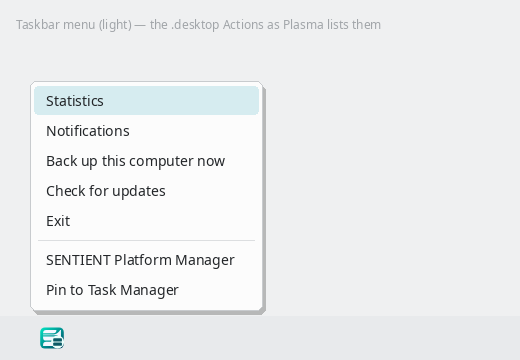 Taskbar menu (light) — the .desktop Actions as Plasma lists them
Statistics
Notifications
Back up this computer now
Check for updates
Exit
SENTIENT Platform Manager
Pin to Task Manager